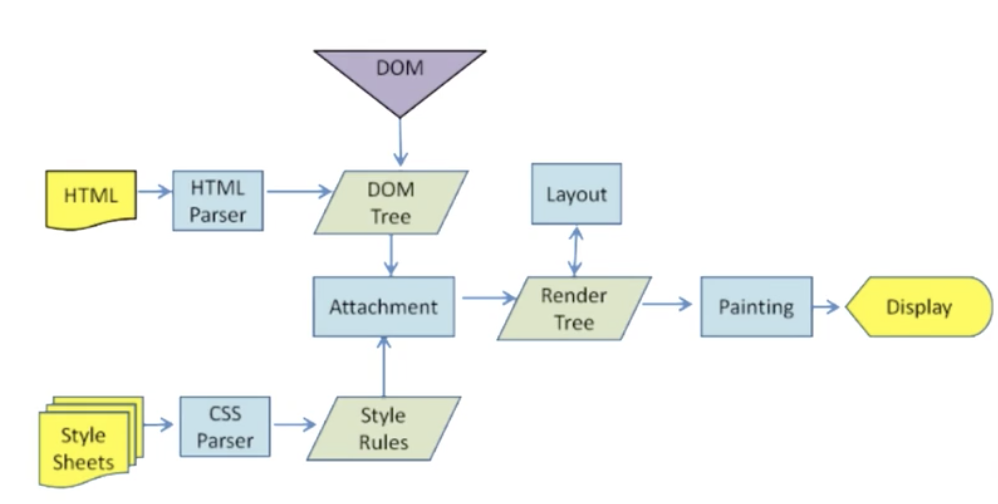 DOM
HTML
HTML
Parser
DOM
Tree
Layout
Attachment
Render
Tree
Painting
Display
Style
Sheets
CSS
Parser
Style
Rules